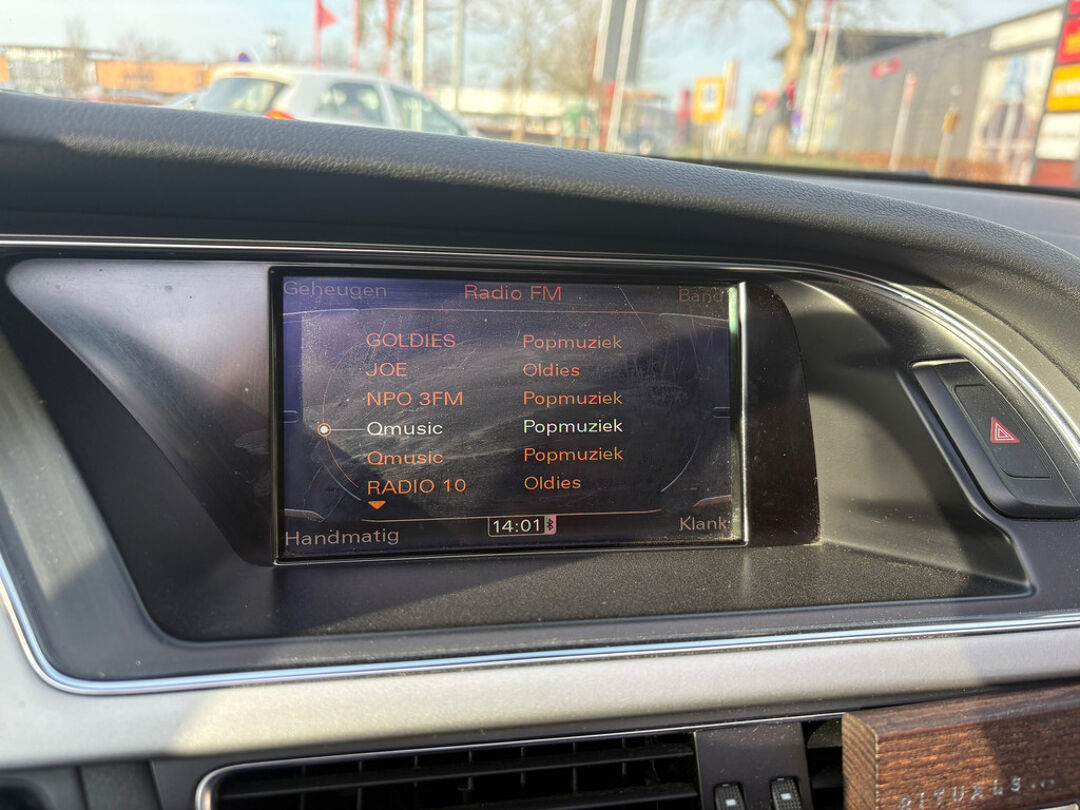 Geheugen Radio FM Band
GOLDIES Popmuziek
JOE Oldies
NPO 3FM Popmuziek
Qmusic Popmuziek
Qmusic Popmuziek
RADIO 10 Oldies
Handmatig 14:01 Klank
RITUALS...